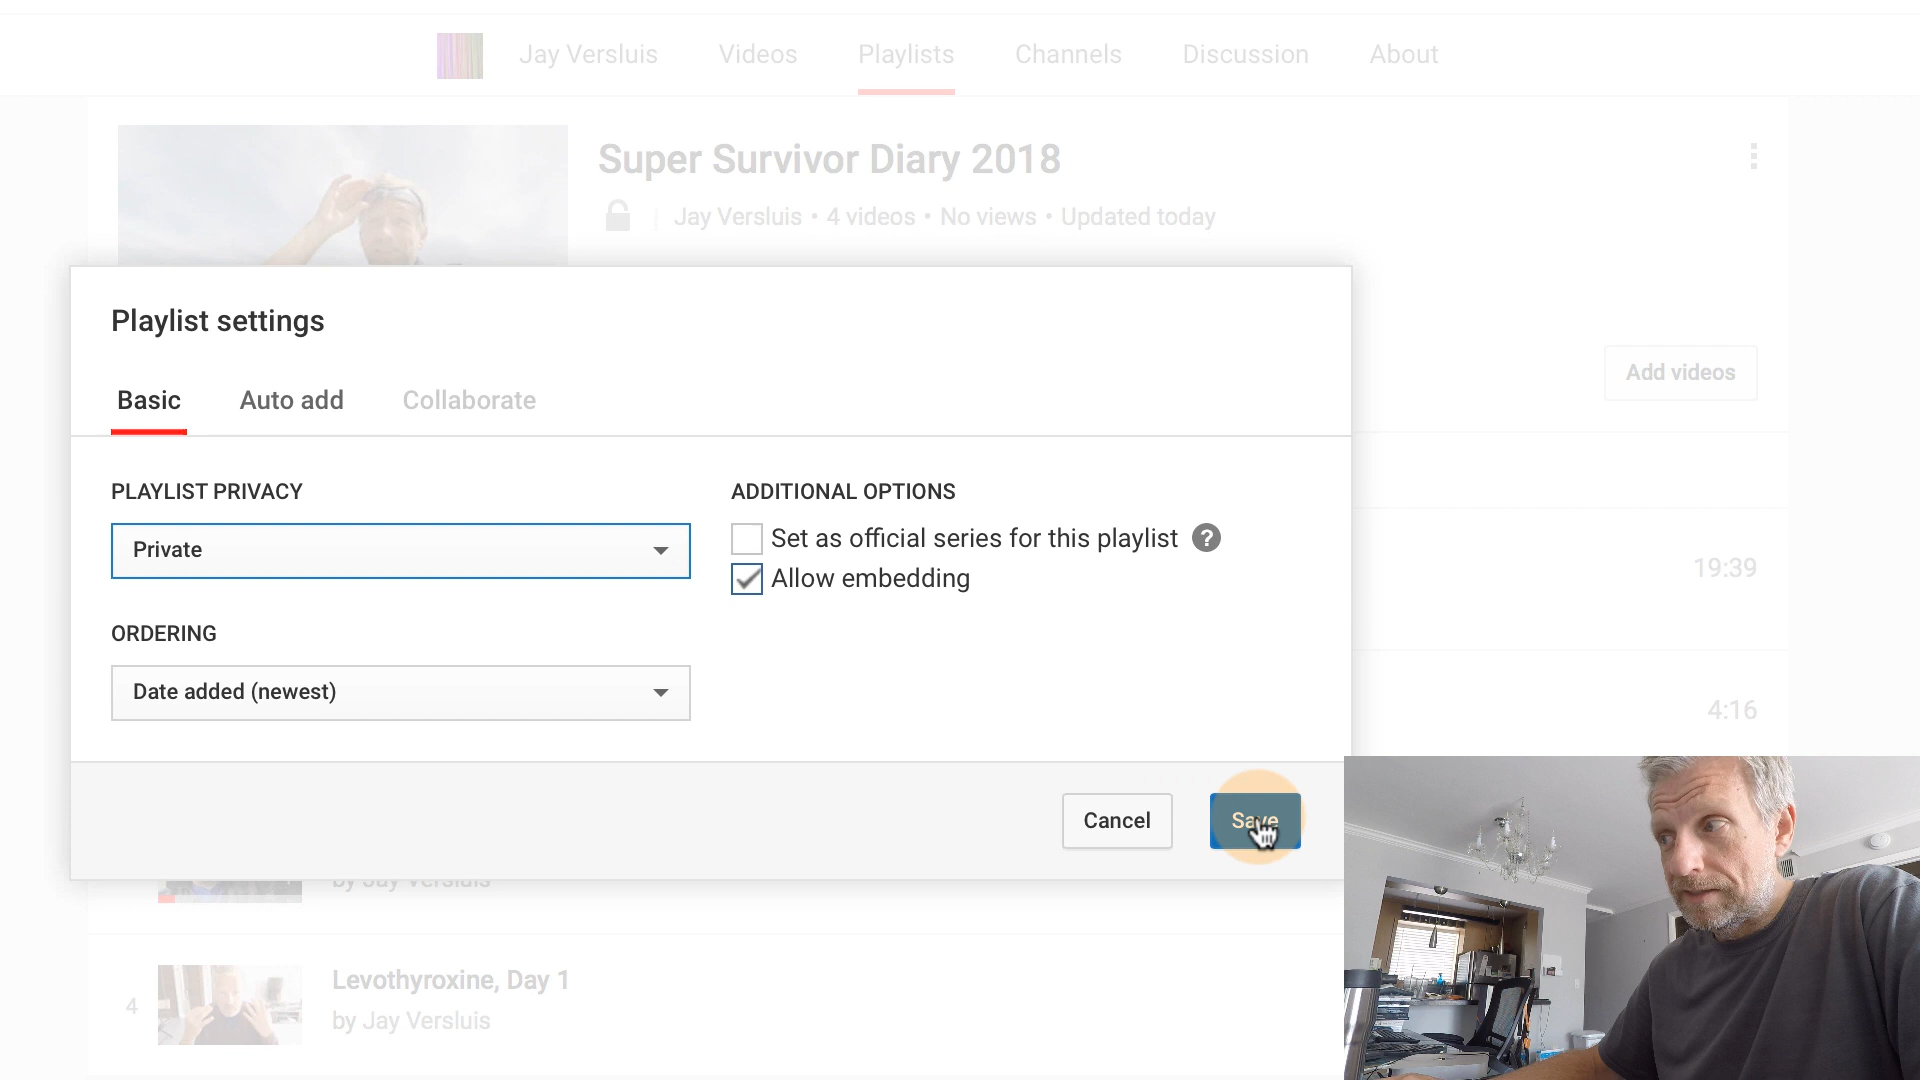 Jay Versluis Videos Playlists Channels Discussion About
Super Survivor Diary 2018
Jay Versluis • 4 videos • No views • Updated today
Playlist settings
Add videos
Basic Auto add Collaborate
PLAYLIST PRIVACY
Private
ADDITIONAL OPTIONS
Set as official series for this playlist ?
Allow embedding
19:39
ORDERING
Date added (newest)
4:16
Cancel Save
by Jay Versluis
4
Levothyroxine, Day 1
by Jay Versluis